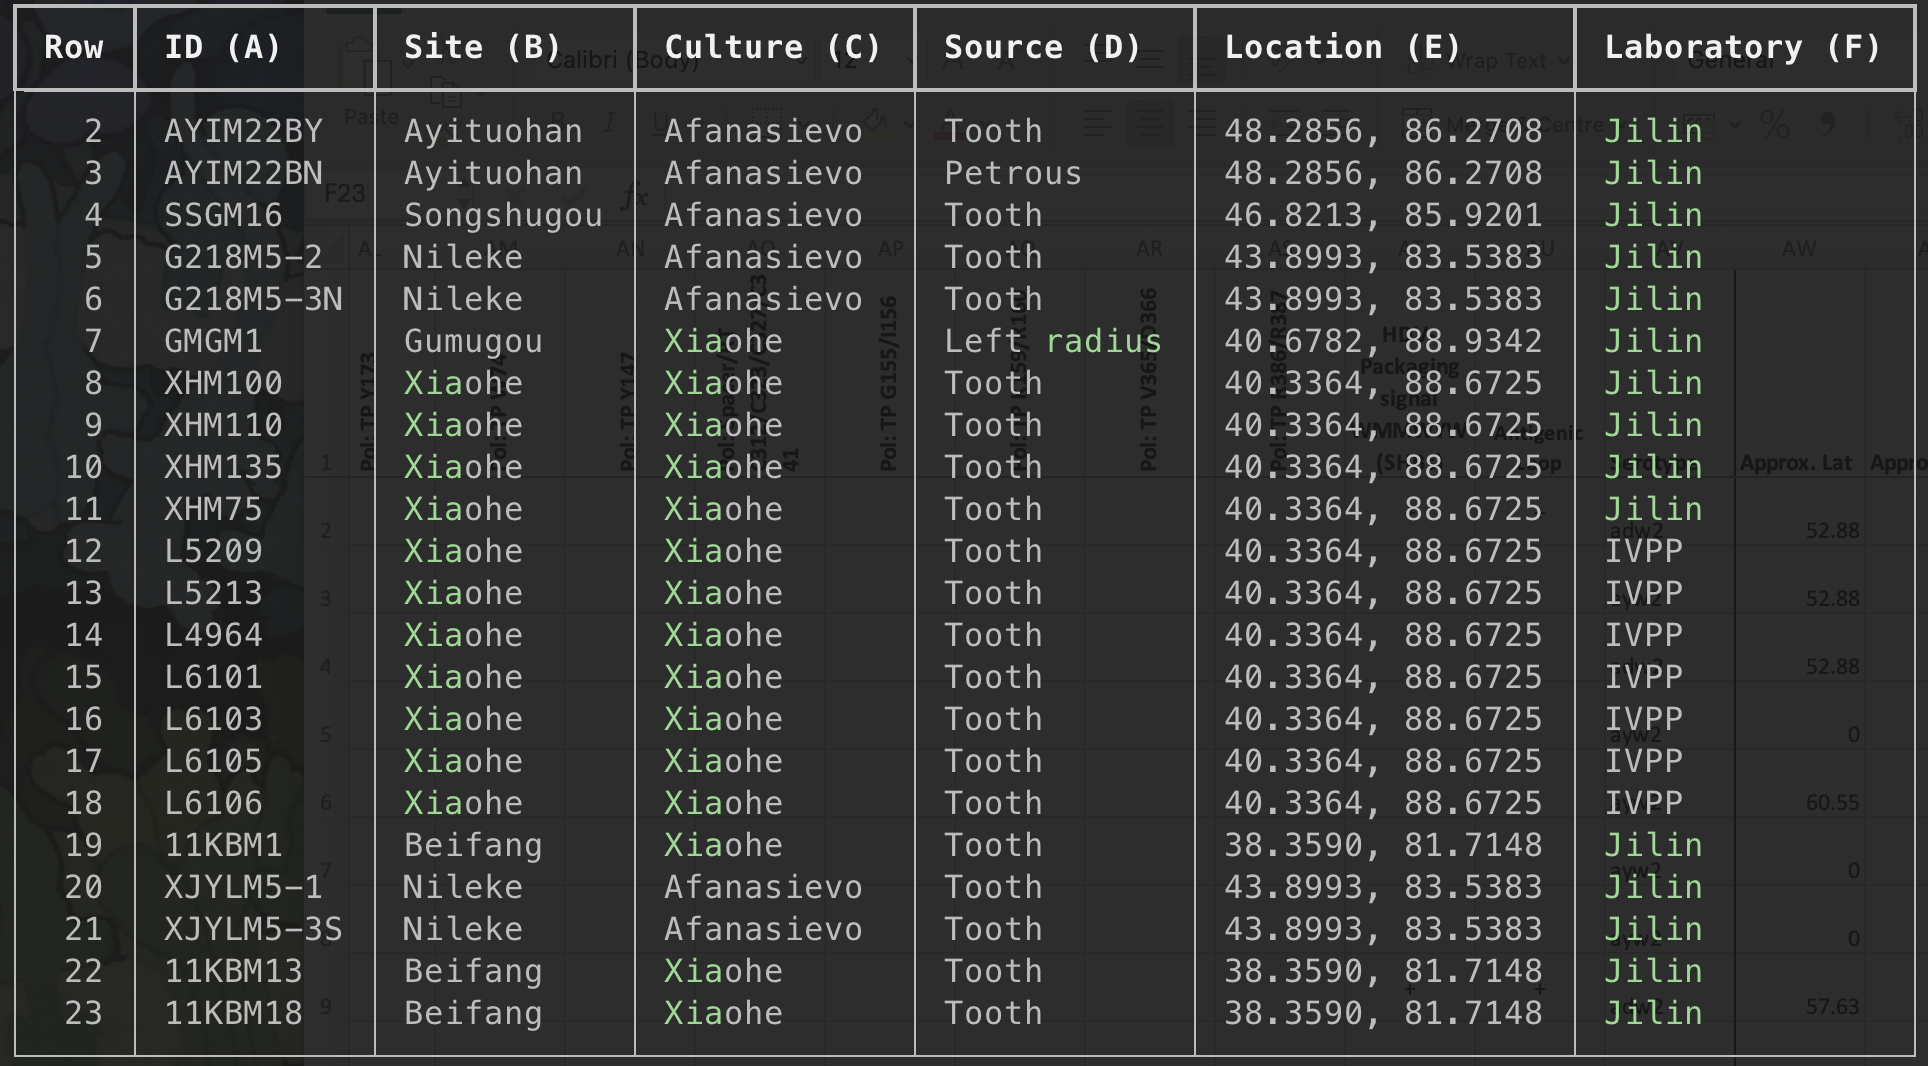 Row ID (A) Site (B) Culture (C) Source (D) Location (E) Laboratory (F)
2 AYIM22BY Ayituohan Afanasievo Tooth 48.2856, 86.2708 Jilin
3 AYIM22BN Ayituohan Afanasievo Petrous 48.2856, 86.2708 Jilin
4 SSGM16 Songshugou Afanasievo Tooth 46.8213, 85.9201 Jilin
5 G218M5-2 Nileke Afanasievo Tooth 43.8993, 83.5383 Jilin
6 G218M5-3N Nileke Afanasievo Tooth 43.8993, 83.5383 Jilin
7 GMGM1 Gumugou Xiaohe Left radius 40.6782, 88.9342 Jilin
8 XHM100 Xiaohe Xiaohe Tooth 40.3364, 88.6725 Jilin
9 XHM110 Xiaohe Xiaohe Tooth 40.3364, 88.6725 Jilin
10 XHM135 Xiaohe Xiaohe Tooth 40.3364, 88.6725 Jilin
11 XHM75 Xiaohe Xiaohe Tooth 40.3364, 88.6725 Jilin
12 L5209 Xiaohe Xiaohe Tooth 40.3364, 88.6725 IVPP
13 L5213 Xiaohe Xiaohe Tooth 40.3364, 88.6725 IVPP
14 L4964 Xiaohe Xiaohe Tooth 40.3364, 88.6725 IVPP
15 L6101 Xiaohe Xiaohe Tooth 40.3364, 88.6725 IVPP
16 L6103 Xiaohe Xiaohe Tooth 40.3364, 88.6725 IVPP
17 L6105 Xiaohe Xiaohe Tooth 40.3364, 88.6725 IVPP
18 L6106 Xiaohe Xiaohe Tooth 40.3364, 88.6725 IVPP
19 11KBM1 Beifang Xiaohe Tooth 38.3590, 81.7148 Jilin
20 XJYLM5-1 Nileke Afanasievo Tooth 43.8993, 83.5383 Jilin
21 XJYLM5-3S Nileke Afanasievo Tooth 43.8993, 83.5383 Jilin
22 11KBM13 Beifang Xiaohe Tooth 38.3590, 81.7148 Jilin
23 11KBM18 Beifang Xiaohe Tooth 38.3590, 81.7148 Jilin